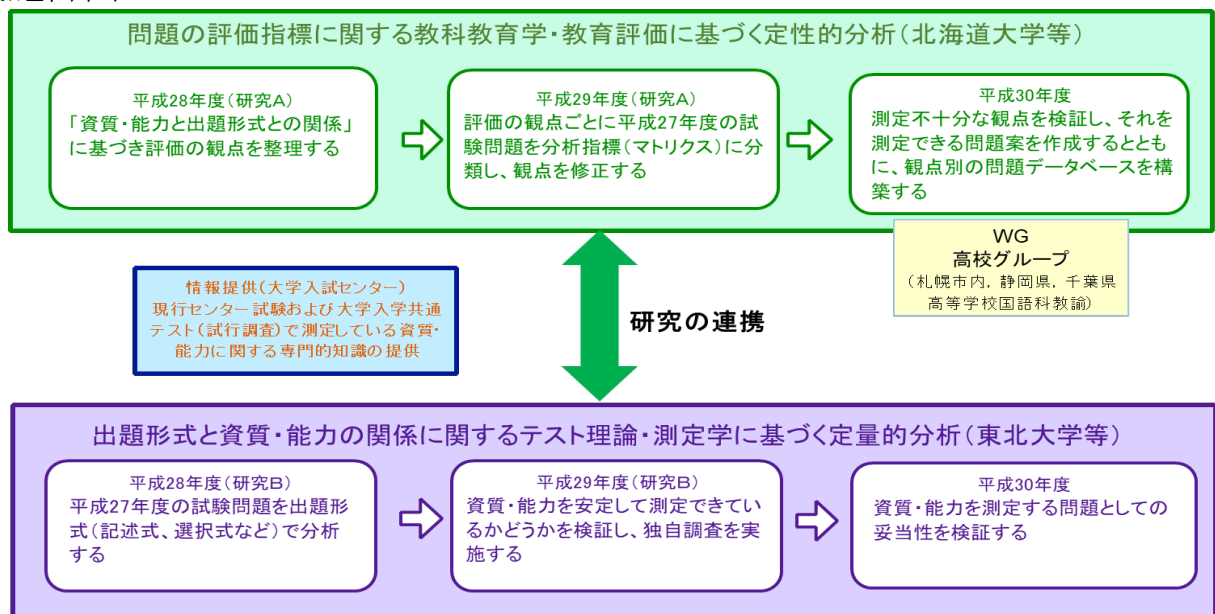 問題の評価指標に関する教科教育学・教育評価に基づく定性的分析(北海道大学等)
平成28年度(研究A)
「資質・能力と出題形式との関係」
に基づき評価の観点を整理する
平成29年度(研究A)
評価の観点ごとに平成27年度の試
験問題を分析指標(マトリクス)に分
類し、観点を修正する
平成30年度
測定不十分な観点を検証し、それを
測定できる問題案を作成するととも
に、観点別の問題データベースを構
築する
WG
高校グループ
(札幌市内, 静岡県, 千葉県
高等学校国語科教諭)
情報提供(大学入試センター)
現行センター試験および大学入学共通
テスト(試行調査)で測定している資質・
能力に関する専門的知識の提供
研究の連携
出題形式と資質・能力の関係に関するテスト理論・測定学に基づく定量的分析(東北大学等)
平成28年度(研究B)
平成27年度の試験問題を出題形
式(記述式、選択式など)で分析
する
平成29年度(研究B)
資質・能力を安定して測定できてい
るかどうかを検証し、独自調査を実
施する
平成30年度
資質・能力を測定する問題としての
妥当性を検証する